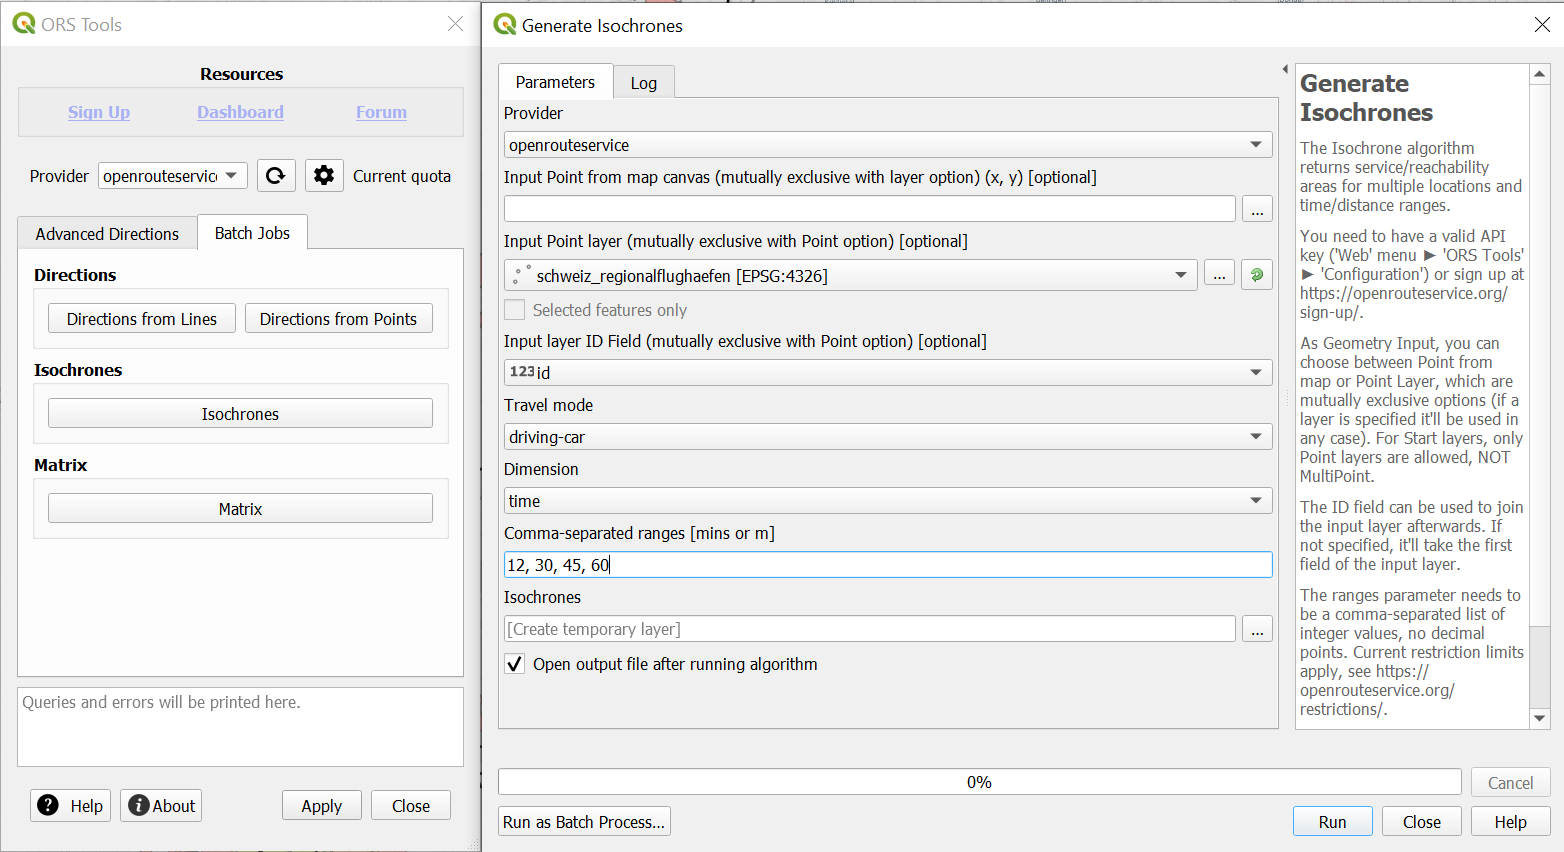 ORS Tools
Resources
Sign Up Dashboard Forum
Provider openrouteservic Current quota
Advanced Directions Batch Jobs
Directions
Directions from Lines Directions from Points
Isochrones
Isochrones
Matrix
Matrix
Queries and errors will be printed here.
? Help i About Apply Close
Generate Isochrones
Parameters Log
Provider
openrouteservice
Input Point from map canvas (mutually exclusive with layer option) (x, y) [optional]
...
Input Point layer (mutually exclusive with Point option) [optional]
schweiz_regionalflughaefen [EPSG:4326] ...
Selected features only
Input layer ID Field (mutually exclusive with Point option) [optional]
123 id
Travel mode
driving-car
Dimension
time
Comma-separated ranges [mins or m]
12, 30, 45, 60
Isochrones
[Create temporary layer] ...
Open output file after running algorithm
Generate
Isochrones
The Isochrone algorithm
returns service/reachability
areas for multiple locations and
time/distance ranges.
You need to have a valid API
key ('Web' menu ► 'ORS Tools'
► 'Configuration') or sign up at
https://openrouteservice.org/
sign-up/.
As Geometry Input, you can
choose between Point from
map or Point Layer, which are
mutually exclusive options (if a
layer is specified it'll be used in
any case). For Start layers, only
Point layers are allowed, NOT
MultiPoint.
The ID field can be used to join
the input layer afterwards. If
not specified, it'll take the first
field of the input layer.
The ranges parameter needs to
be a comma-separated list of
integer values, no decimal
points. Current restriction limits
apply, see https://
openrouteservice.org/
restrictions/.
0% Cancel
Run as Batch Process... Run Close Help